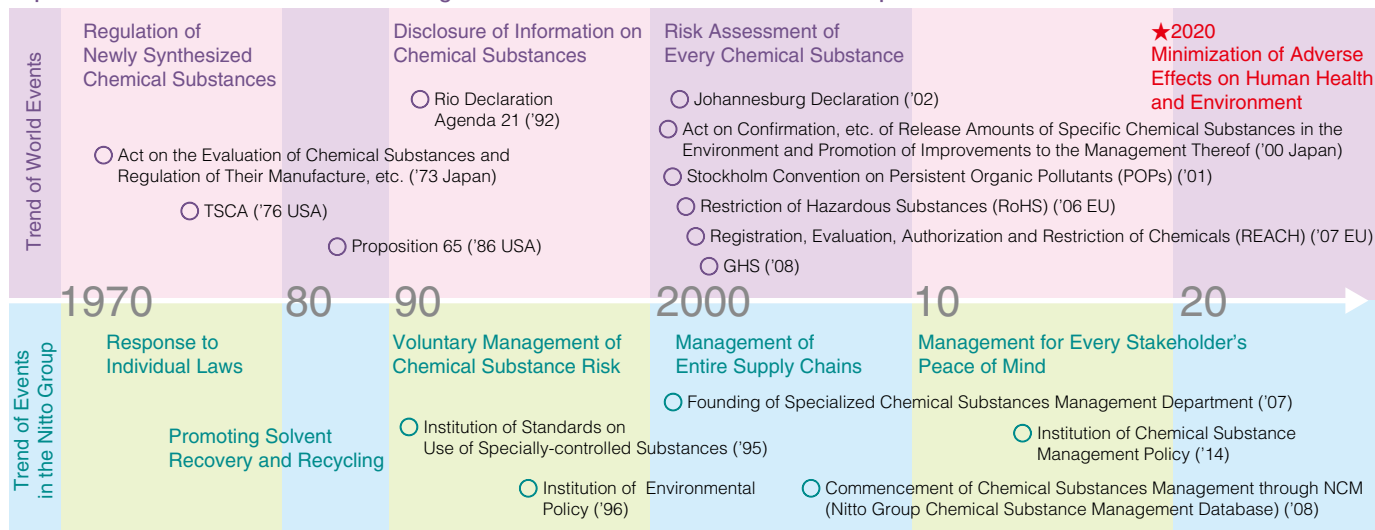 Trend of World Events
Regulation of
Newly Synthesized
Chemical Substances
Disclosure of Information on
Chemical Substances
Risk Assessment of
Every Chemical Substance
★2020
Minimization of Adverse
Effects on Human Health
and Environment
Rio Declaration
Agenda 21 (’92)
Johannesburg Declaration (’02)
Act on Confirmation, etc. of Release Amounts of Specific Chemical Substances in the
Environment and Promotion of Improvements to the Management Thereof (’00 Japan)
Act on the Evaluation of Chemical Substances and
Regulation of Their Manufacture, etc. (’73 Japan)
Stockholm Convention on Persistent Organic Pollutants (POPs) (’01)
TSCA (’76 USA)
Restriction of Hazardous Substances (RoHS) (’06 EU)
Proposition 65 (’86 USA)
Registration, Evaluation, Authorization and Restriction of Chemicals (REACH) (’07 EU)
GHS (’08)
1970 80 90 2000 10 20
Trend of Events
in the Nitto Group
Response to
Individual Laws
Voluntary Management of
Chemical Substance Risk
Management of
Entire Supply Chains
Management for Every Stakeholder’s
Peace of Mind
Promoting Solvent
Recovery and Recycling
Founding of Specialized Chemical Substances Management Department (’07)
Institution of Standards on
Use of Specially-controlled Substances (’95)
Institution of Chemical Substance
Management Policy (’14)
Institution of Environmental
Policy (’96)
Commencement of Chemical Substances Management through NCM
(Nitto Group Chemical Substance Management Database) (’08)